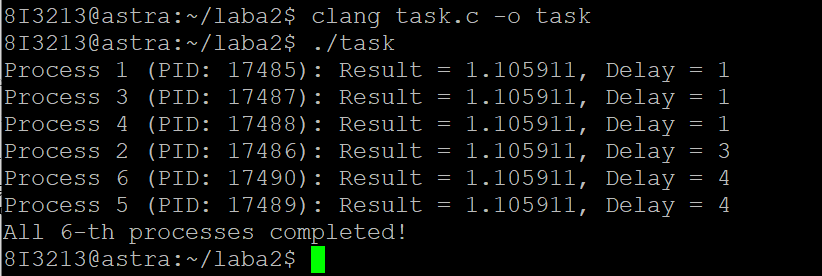 8I3213@astra:~/laba2$ clang task.c -o task
8I3213@astra:~/laba2$ ./task
Process 1 (PID: 17485): Result = 1.105911, Delay = 1
Process 3 (PID: 17487): Result = 1.105911, Delay = 1
Process 4 (PID: 17488): Result = 1.105911, Delay = 1
Process 2 (PID: 17486): Result = 1.105911, Delay = 3
Process 6 (PID: 17490): Result = 1.105911, Delay = 4
Process 5 (PID: 17489): Result = 1.105911, Delay = 4
All 6-th processes completed!
8I3213@astra:~/laba2$